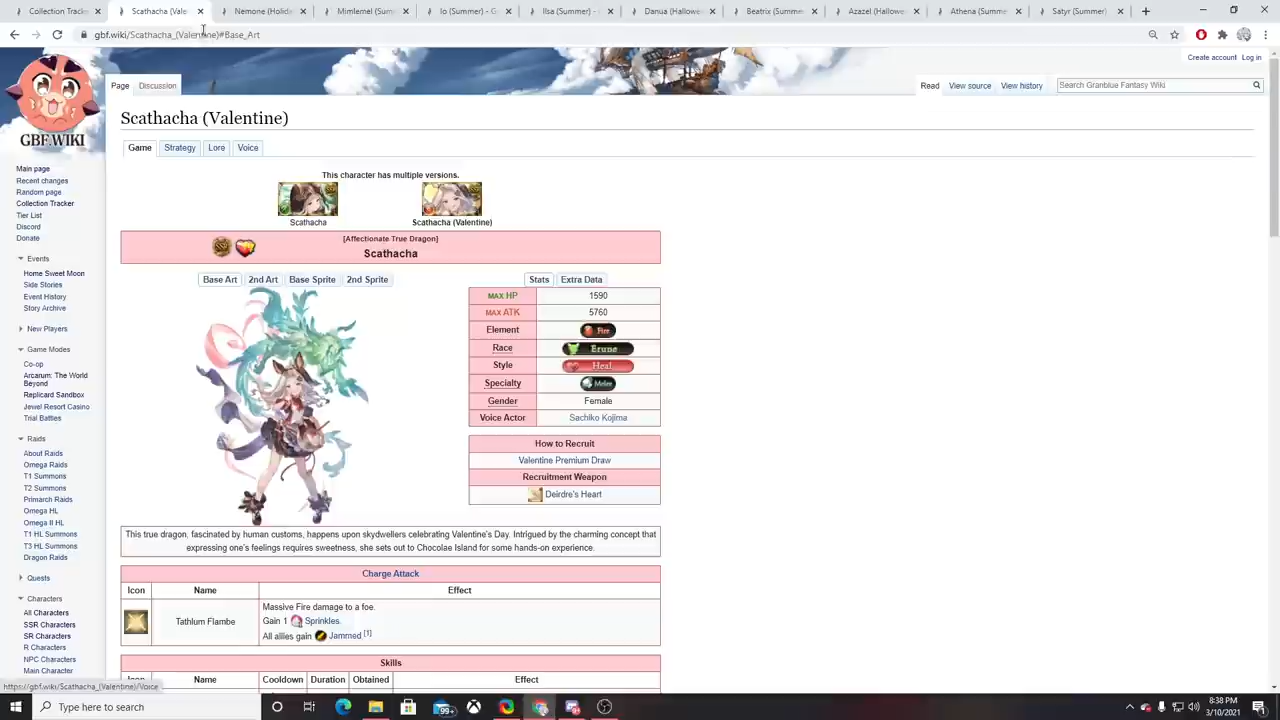 Collection Trac
Scathacha (Vale
Nemone (Holid
Mimlemel (Sum
Io (Summer) - G
Ilsa (Summer)
Danua (Hallowe
Beatrix (Summe
Azazel (Hallowe
Athena (Summe
Satyr (Summer)
gbf.wiki/Scathacha_(Valentine)#Base_Art
Create account Log in
Page Discussion Read View source View history Search Granblue Fantasy Wiki
GBF.WIKI
Scathacha (Valentine)
Game Strategy Lore Voice
Main page
Recent changes
Random page
Collection Tracker
Tier List
Discord
Donate
Events
Home Sweet Moon
Side Stories
Event History
Story Archive
New Players
Game Modes
Co-op
Arcarum: The World
Beyond
Replicard Sandbox
Jewel Resort Casino
Trial Battles
Raids
About Raids
Omega Raids
T1 Summons
T2 Summons
Primarch Raids
Omega HL
Omega II HL
T1 HL Summons
T3 HL Summons
Dragon Raids
Quests
Characters
All Characters
SSR Characters
SR Characters
R Characters
NPC Characters
Main Character
This character has multiple versions.
Scathacha Scathacha (Valentine)
[Affectionate True Dragon]
Scathacha
Base Art 2nd Art Base Sprite 2nd Sprite
Stats Extra Data
MAX HP 1590
MAX ATK 5760
Element Fire
Race Erune
Style Heal
Specialty Melee
Gender Female
Voice Actor Sachiko Kojima
How to Recruit
Valentine Premium Draw
Recruitment Weapon
Deirdre's Heart
This true dragon, fascinated by human customs, happens upon skydwellers celebrating Valentine's Day. Intrigued by the charming concept that
expressing one's feelings requires sweetness, she sets out to Chocolae Island for some hands-on experience.
Charge Attack
Icon Name Effect
Tathlum Flambe
Massive Fire damage to a foe.
Gain 1 Sprinkles.
All allies gain Jammed.[1]
Skills
Icon Name Cooldown Duration Obtained Effect
https://gbf.wiki/Scathacha_(Valentine)/Voice
Type here to search
99+
8:38 PM
3/10/2021